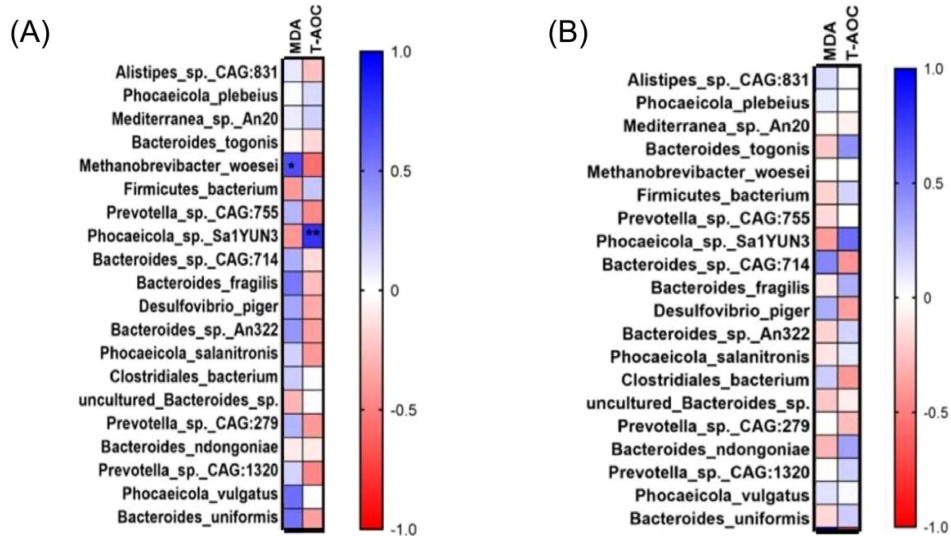 (A)
MDA
T-AOC
Alistipes_sp._CAG:831
Phocaeicola_plebeius
Mediterranea_sp._An20
Bacteroides_togonis
Methanobrevibacter_woesei
*
Firmicutes_bacterium
Prevotella_sp._CAG:755
Phocaeicola_sp._Sa1YUN3
**
Bacteroides_sp._CAG:714
Bacteroides_fragilis
Desulfovibrio_piger
Bacteroides_sp._An322
Phocaeicola_salanitronis
Clostridiales_bacterium
uncultured_Bacteroides_sp.
Prevotella_sp._CAG:279
Bacteroides_ndongoniae
Prevotella_sp._CAG:1320
Phocaeicola_vulgatus
Bacteroides_uniformis
1.0
0.5
0
-0.5
-1.0
(B)
MDA
T-AOC
Alistipes_sp._CAG:831
Phocaeicola_plebeius
Mediterranea_sp._An20
Bacteroides_togonis
Methanobrevibacter_woesei
Firmicutes_bacterium
Prevotella_sp._CAG:755
Phocaeicola_sp._Sa1YUN3
Bacteroides_sp._CAG:714
Bacteroides_fragilis
Desulfovibrio_piger
Bacteroides_sp._An322
Phocaeicola_salanitronis
Clostridiales_bacterium
uncultured_Bacteroides_sp.
Prevotella_sp._CAG:279
Bacteroides_ndongoniae
Prevotella_sp._CAG:1320
Phocaeicola_vulgatus
Bacteroides_uniformis
1.0
0.5
0
-0.5
-1.0